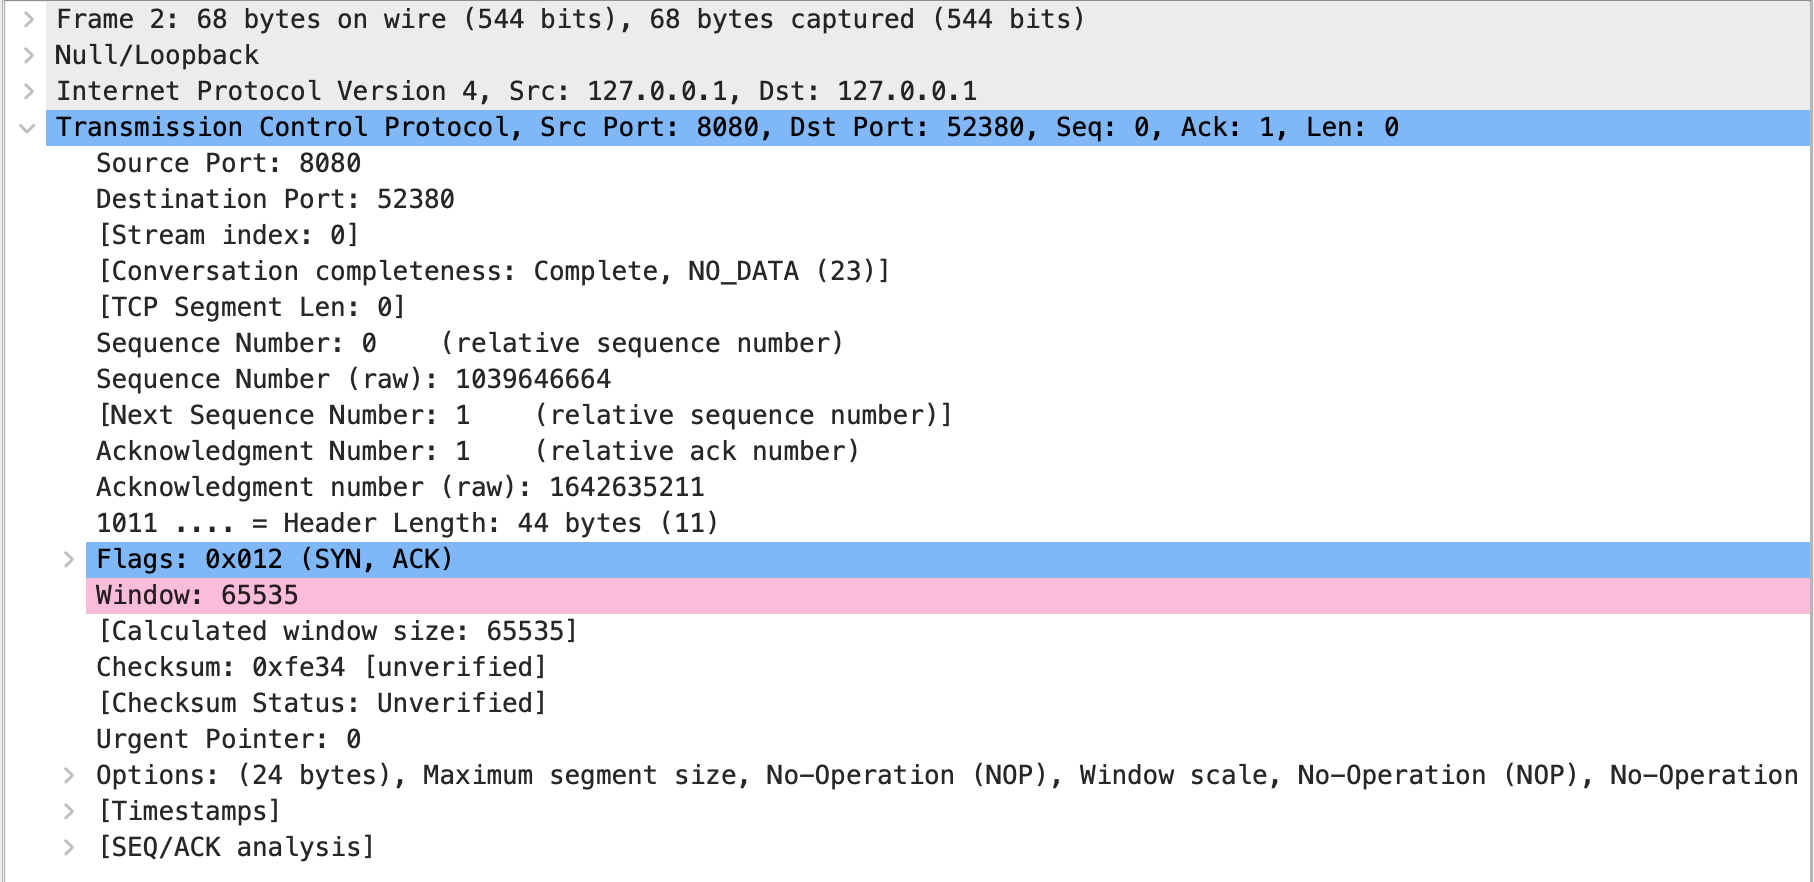 Frame 2: 68 bytes on wire (544 bits), 68 bytes captured (544 bits)
Null/Loopback
Internet Protocol Version 4, Src: 127.0.0.1, Dst: 127.0.0.1
Transmission Control Protocol, Src Port: 8080, Dst Port: 52380, Seq: 0, Ack: 1, Len: 0
Source Port: 8080
Destination Port: 52380
[Stream index: 0]
[Conversation completeness: Complete, NO_DATA (23)]
[TCP Segment Len: 0]
Sequence Number: 0    (relative sequence number)
Sequence Number (raw): 1039646664
[Next Sequence Number: 1    (relative sequence number)]
Acknowledgment Number: 1    (relative ack number)
Acknowledgment number (raw): 1642635211
1011 .... = Header Length: 44 bytes (11)
Flags: 0x012 (SYN, ACK)
Window: 65535
[Calculated window size: 65535]
Checksum: 0xfe34 [unverified]
[Checksum Status: Unverified]
Urgent Pointer: 0
Options: (24 bytes), Maximum segment size, No-Operation (NOP), Window scale, No-Operation (NOP), No-Operation
[Timestamps]
[SEQ/ACK analysis]